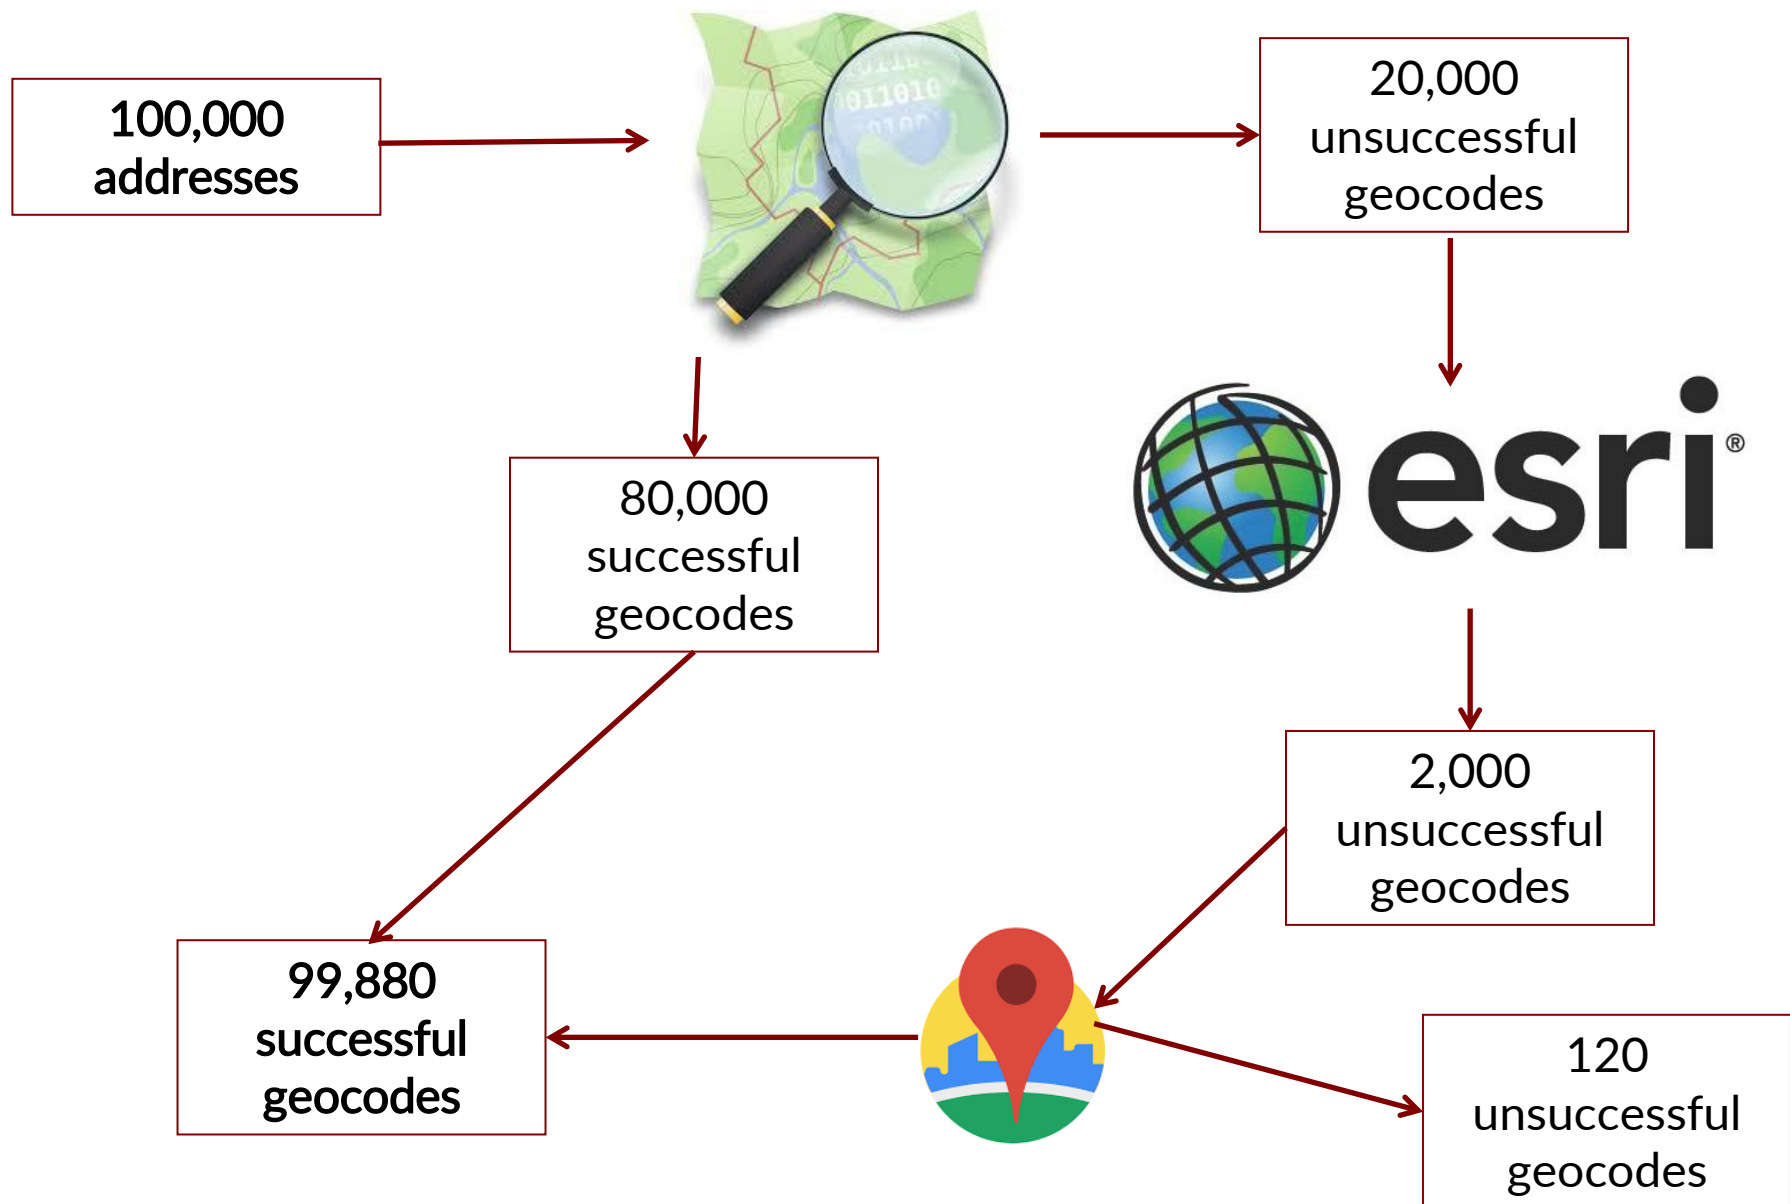 100,000
addresses
20,000
unsuccessful
geocodes
011010
80,000
successful
geocodes
esri®
2,000
unsuccessful
geocodes
99,880
successful
geocodes
120
unsuccessful
geocodes